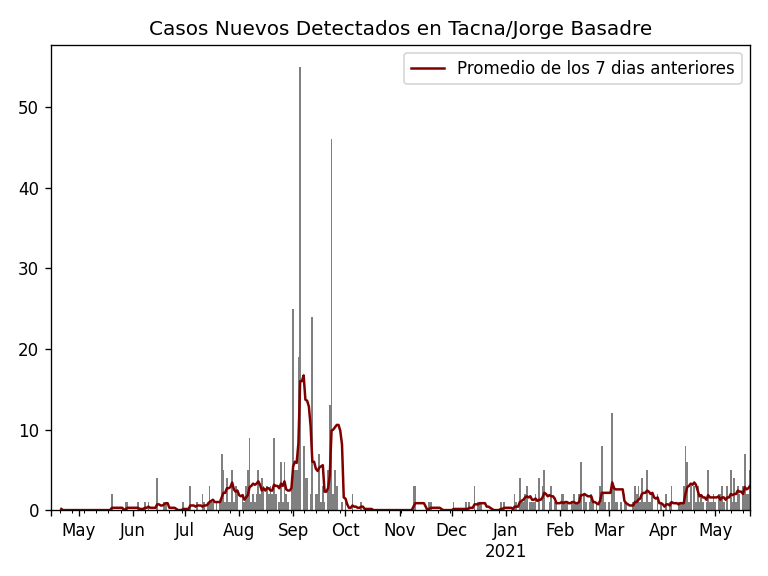 Casos Nuevos Detectados en Tacna/Jorge Basadre
Promedio de los 7 dias anteriores
50
40
30
20
10
0
May Jun Jul Aug Sep Oct Nov Dec Jan Feb Mar Apr May
2021